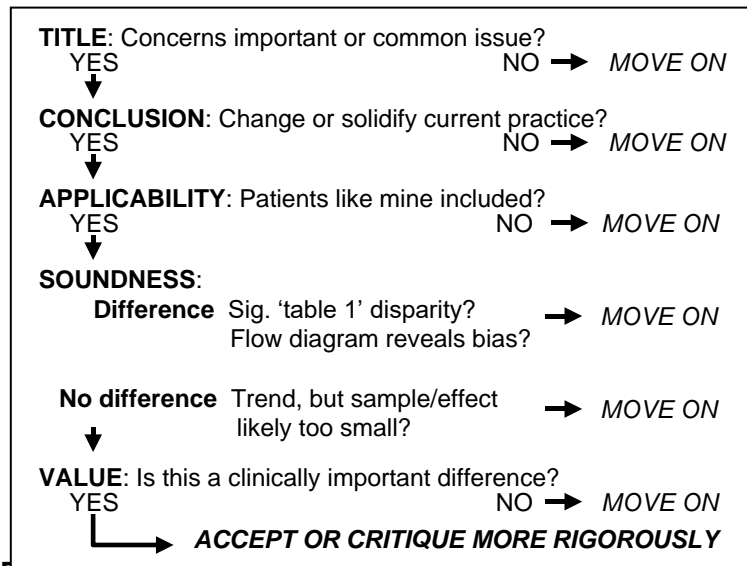 TITLE: Concerns important or common issue?
YES NO MOVE ON
CONCLUSION: Change or solidify current practice?
YES NO MOVE ON
APPLICABILITY: Patients like mine included?
YES NO MOVE ON
SOUNDNESS:
Difference Sig. 'table 1' disparity? MOVE ON
Flow diagram reveals bias?
No difference Trend, but sample/effect MOVE ON
likely too small?
VALUE: Is this a clinically important difference?
YES NO MOVE ON
ACCEPT OR CRITIQUE MORE RIGOROUSLY